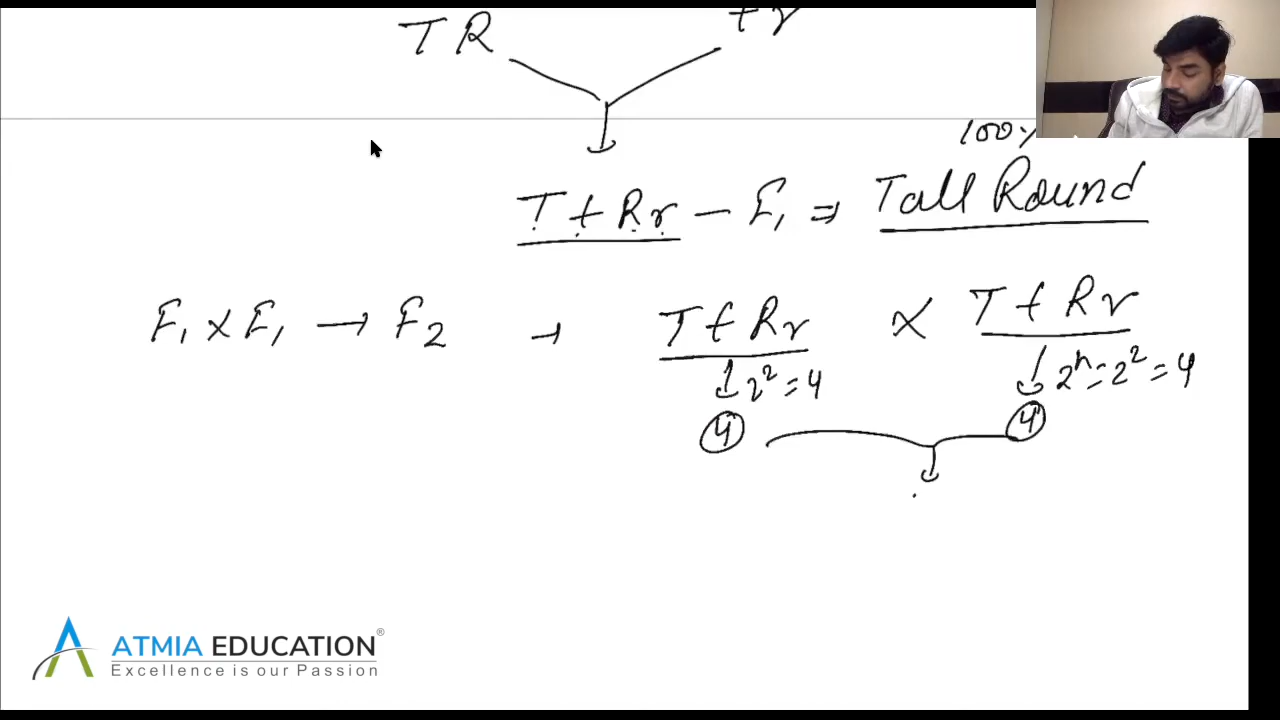 TR tr
100%
TtRr - F₁ ⇒ Tall Round
F₁ × F₁ → F₂ → TtRr × TtRr
2² = 4 2ⁿ = 2² = 4
4 4
ATMIA EDUCATION®
Excellence is our Passion